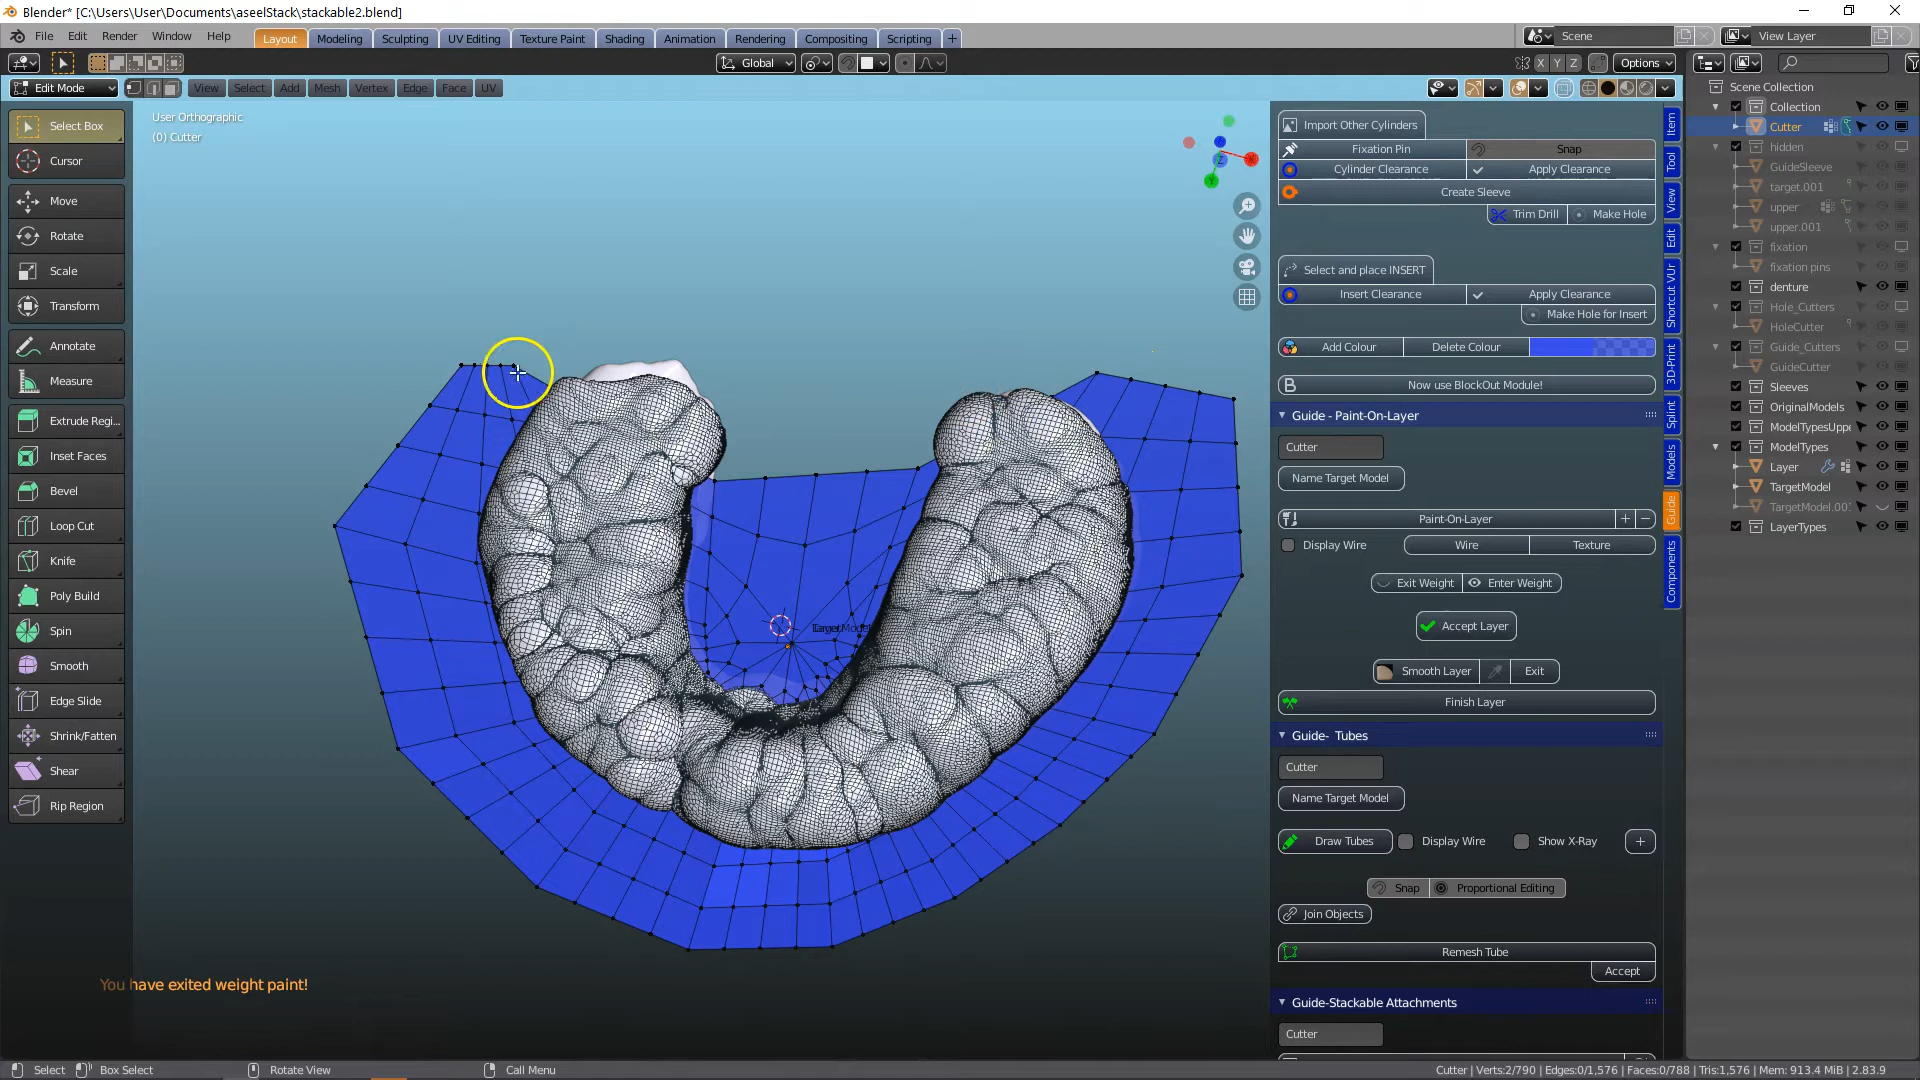 Blender* [C:\Users\User\Documents\aseelStack\stackable2.blend]
File Edit Render Window Help
Layout Modeling Sculpting UV Editing Texture Paint Shading Animation Rendering Compositing Scripting +
Scene
View Layer
Global
X Y Z
Options
Edit Mode
View Select Add Mesh Vertex Edge Face UV
Select Box
Cursor
Move
Rotate
Scale
Transform
Annotate
Measure
Extrude Regi...
Inset Faces
Bevel
Loop Cut
Knife
Poly Build
Spin
Smooth
Edge Slide
Shrink/Fatten
Shear
Rip Region
User Orthographic
(0) Cutter
You have exited weight paint!
Import Other Cylinders
Fixation Pin Snap
Cylinder Clearance Apply Clearance
Create Sleeve
Trim Drill Make Hole
Select and place INSERT
Insert Clearance Apply Clearance
Make Hole for Insert
Add Colour Delete Colour
Now use BlockOut Module!
Guide - Paint-On-Layer
Cutter
Name Target Model
Paint-On-Layer + −
Display Wire Wire Texture
Exit Weight Enter Weight
Accept Layer
Smooth Layer Exit
Finish Layer
Guide- Tubes
Cutter
Name Target Model
Draw Tubes Display Wire Show X-Ray +
Snap Proportional Editing
Join Objects
Remesh Tube
Accept
Guide-Stackable Attachments
Cutter
Item
Tool
View
Edit
Shortcut VUr
3D-Print
Splint
Models
Guide
Components
Scene Collection
Collection
Cutter
hidden
GuideSleeve
target.001
upper
upper.001
fixation
fixation pins
denture
Hole_Cutters
HoleCutter
Guide_Cutters
GuideCutter
Sleeves
OriginalModels
ModelTypesUppe
ModelTypes
Layer
TargetModel
TargetModel.00
LayerTypes
Select Box Select Rotate View Call Menu
Cutter | Verts:2/790 | Edges:0/1,576 | Faces:0/788 | Tris:1,576 | Mem: 913.4 MiB | 2.83.9